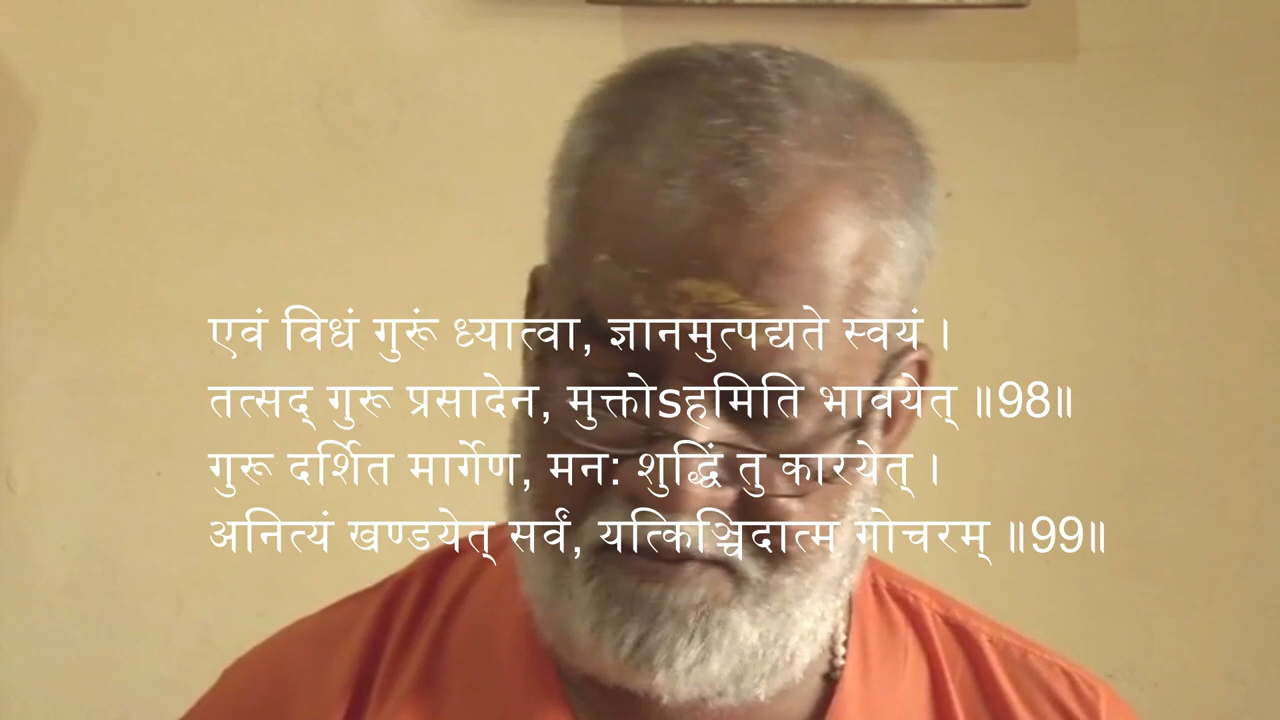 एवं विधं गुरूं ध्यात्वा, ज्ञानमुत्पद्यते स्वयं ।
तत्सद् गुरू प्रसादेन, मुक्तोsहमिति भावयेत् ॥98॥
गुरू दर्शित मार्गेण, मन: शुद्धिं तु कारयेत् ।
अनित्यं खण्डयेत् सर्वं, यत्किञ्चिदात्म गोचरम् ॥99॥